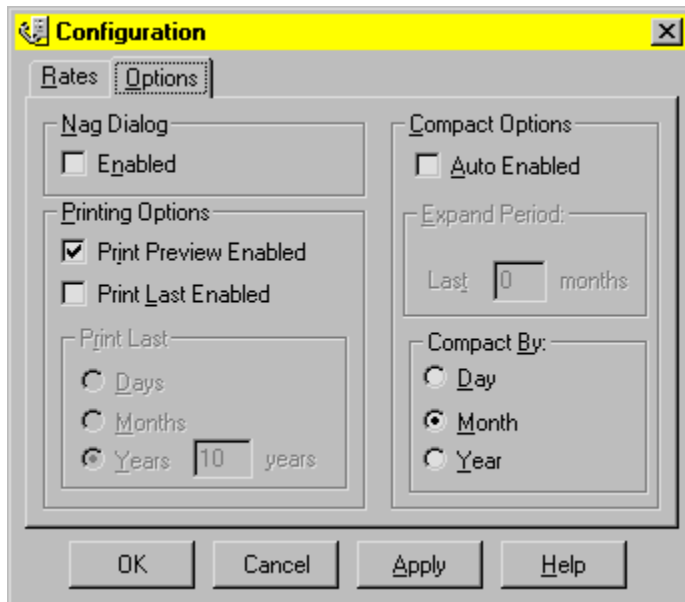 Configuration
Rates Options
Nag Dialog
Enabled
Printing Options
Print Preview Enabled
Print Last Enabled
Print Last
Days
Months
Years 10 years
Compact Options
Auto Enabled
Expand Period:
Last 0 months
Compact By:
Day
Month
Year
OK Cancel Apply Help